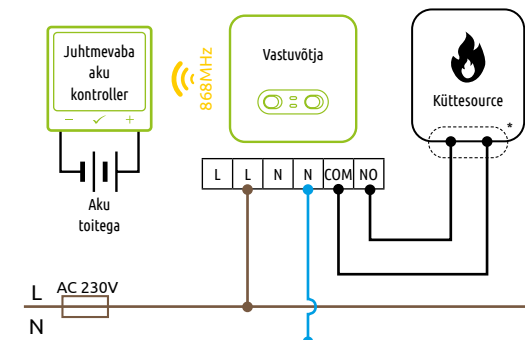 Juhtmevaba
aku
kontroller
− ✓ +
Aku
toitega
868MHz
Vastuvõtja
Küttesource
*
L L N N COM NO
L AC 230V
N